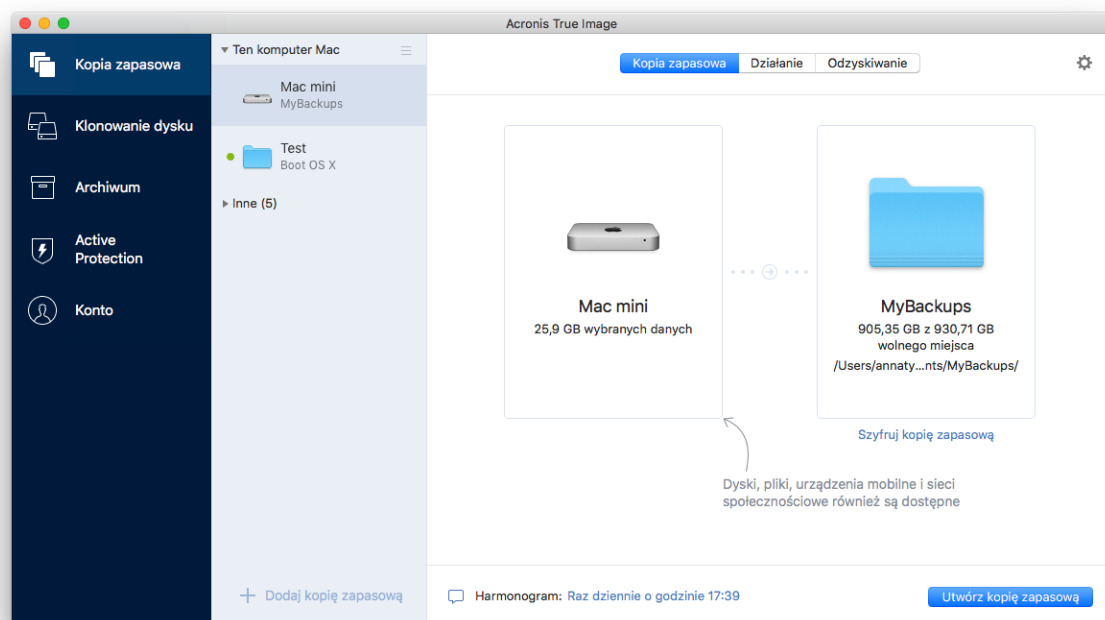 Acronis True Image
Kopia zapasowa
Klonowanie dysku
Archiwum
Active
Protection
Konto
Ten komputer Mac
Mac mini
MyBackups
Test
Boot OS X
Inne (5)
Dodaj kopię zapasową
Kopia zapasowa
Działanie
Odzyskiwanie
Mac mini
25,9 GB wybranych danych
MyBackups
905,35 GB z 930,71 GB
wolnego miejsca
/Users/annaty...nts/MyBackups/
Szyfruj kopię zapasową
Dyski, pliki, urządzenia mobilne i sieci
społecznościowe również są dostępne
Harmonogram: Raz dziennie o godzinie 17:39
Utwórz kopię zapasową